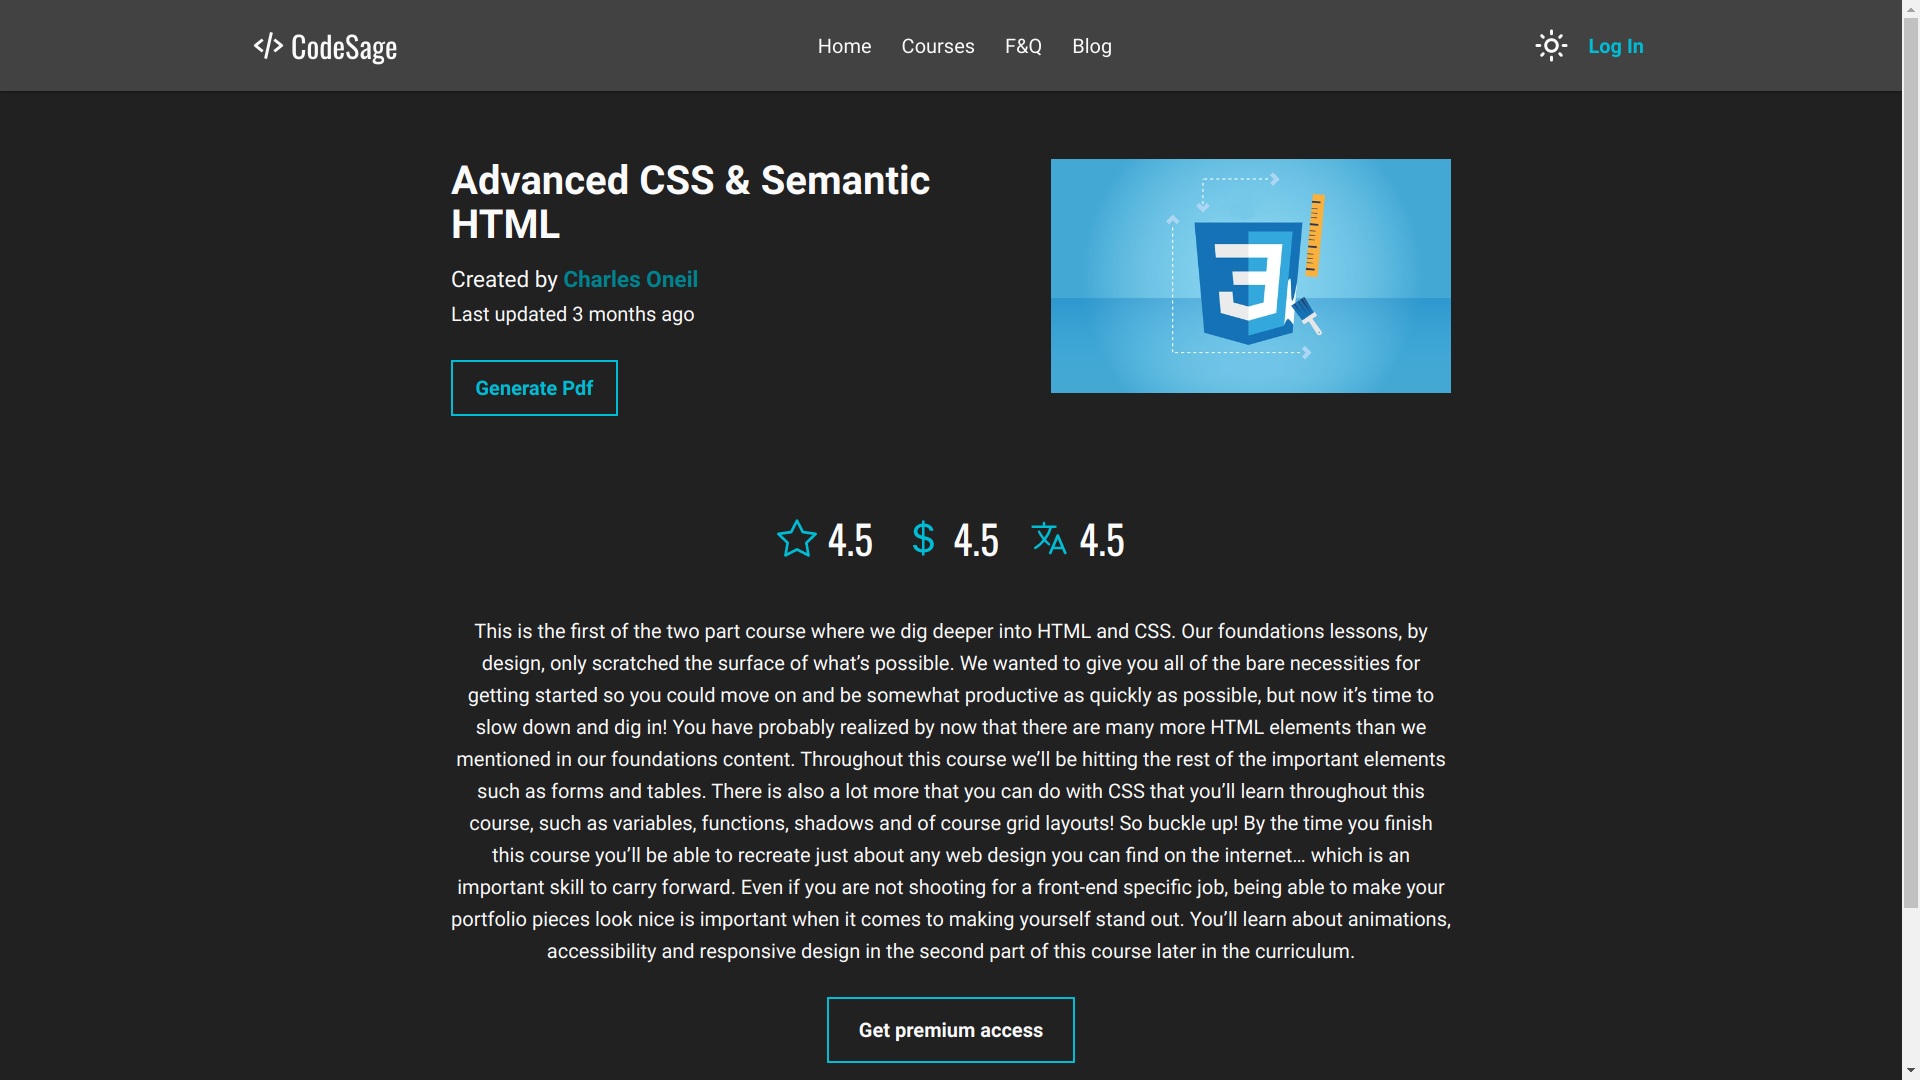 </> CodeSage
Home Courses F&Q Blog
Log In
Advanced CSS & Semantic
HTML
Created by Charles Oneil
Last updated 3 months ago
Generate Pdf
4.5 $ 4.5 4.5
This is the first of the two part course where we dig deeper into HTML and CSS. Our foundations lessons, by
design, only scratched the surface of what’s possible. We wanted to give you all of the bare necessities for
getting started so you could move on and be somewhat productive as quickly as possible, but now it’s time to
slow down and dig in! You have probably realized by now that there are many more HTML elements than we
mentioned in our foundations content. Throughout this course we’ll be hitting the rest of the important elements
such as forms and tables. There is also a lot more that you can do with CSS that you’ll learn throughout this
course, such as variables, functions, shadows and of course grid layouts! So buckle up! By the time you finish
this course you’ll be able to recreate just about any web design you can find on the internet… which is an
important skill to carry forward. Even if you are not shooting for a front-end specific job, being able to make your
portfolio pieces look nice is important when it comes to making yourself stand out. You’ll learn about animations,
accessibility and responsive design in the second part of this course later in the curriculum.
Get premium access